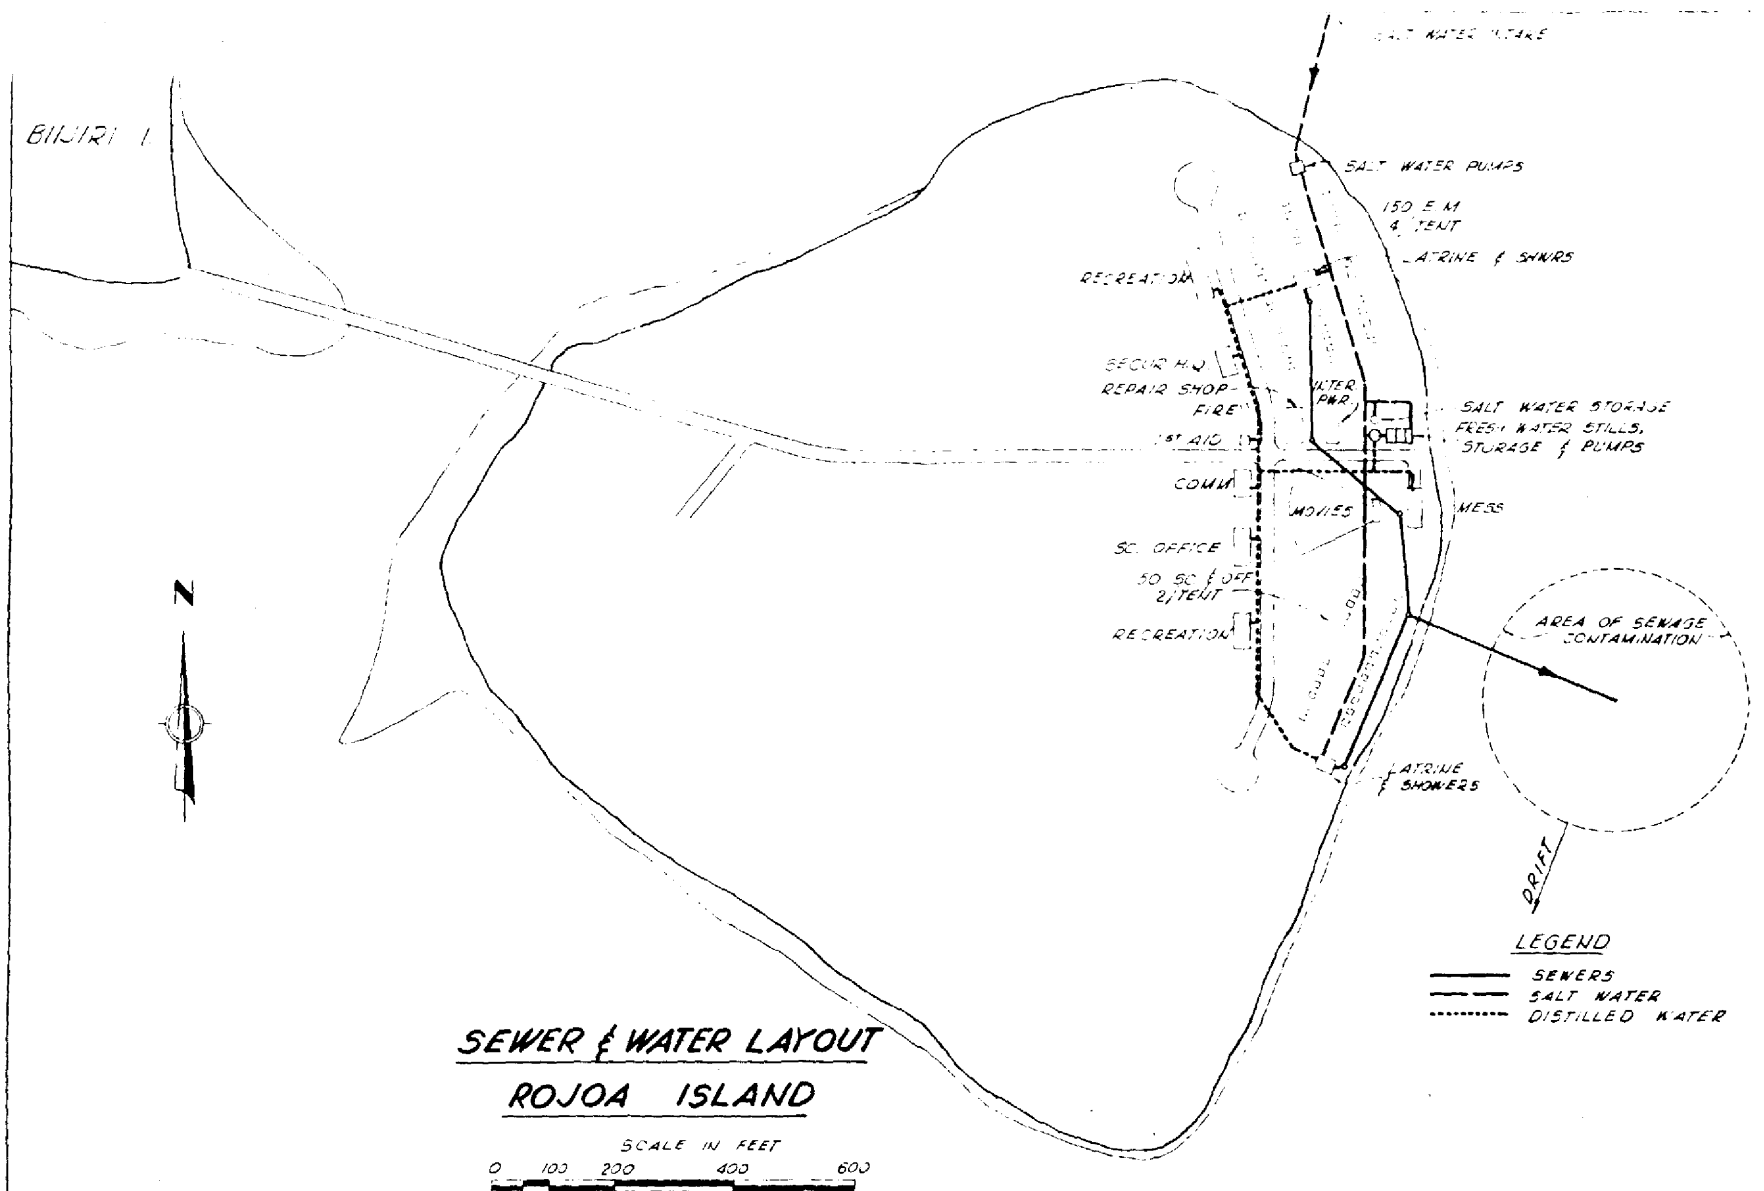 SALT WATER INTAKE
BIIJIRI I.
SALT WATER PUMPS
150 E.M
4/TENT
LATRINE & SHWRS
RECREATION
SECUR H.Q.
REPAIR SHOP
FIRE
INTER.
PWR.
SALT WATER STORAGE
FRESH WATER STILLS,
STORAGE & PUMPS
1ST AID
COMM
MOVIES
MESS
SC. OFFICE
50 SC & OFF
2/TENT
RECREATION
N
AREA OF SEWAGE
CONTAMINATION
LATRINE
& SHOWERS
DRIFT
LEGEND
SEWERS
SALT WATER
DISTILLED WATER
SEWER & WATER LAYOUT
ROJOA ISLAND
SCALE IN FEET
0 100 200 400 600